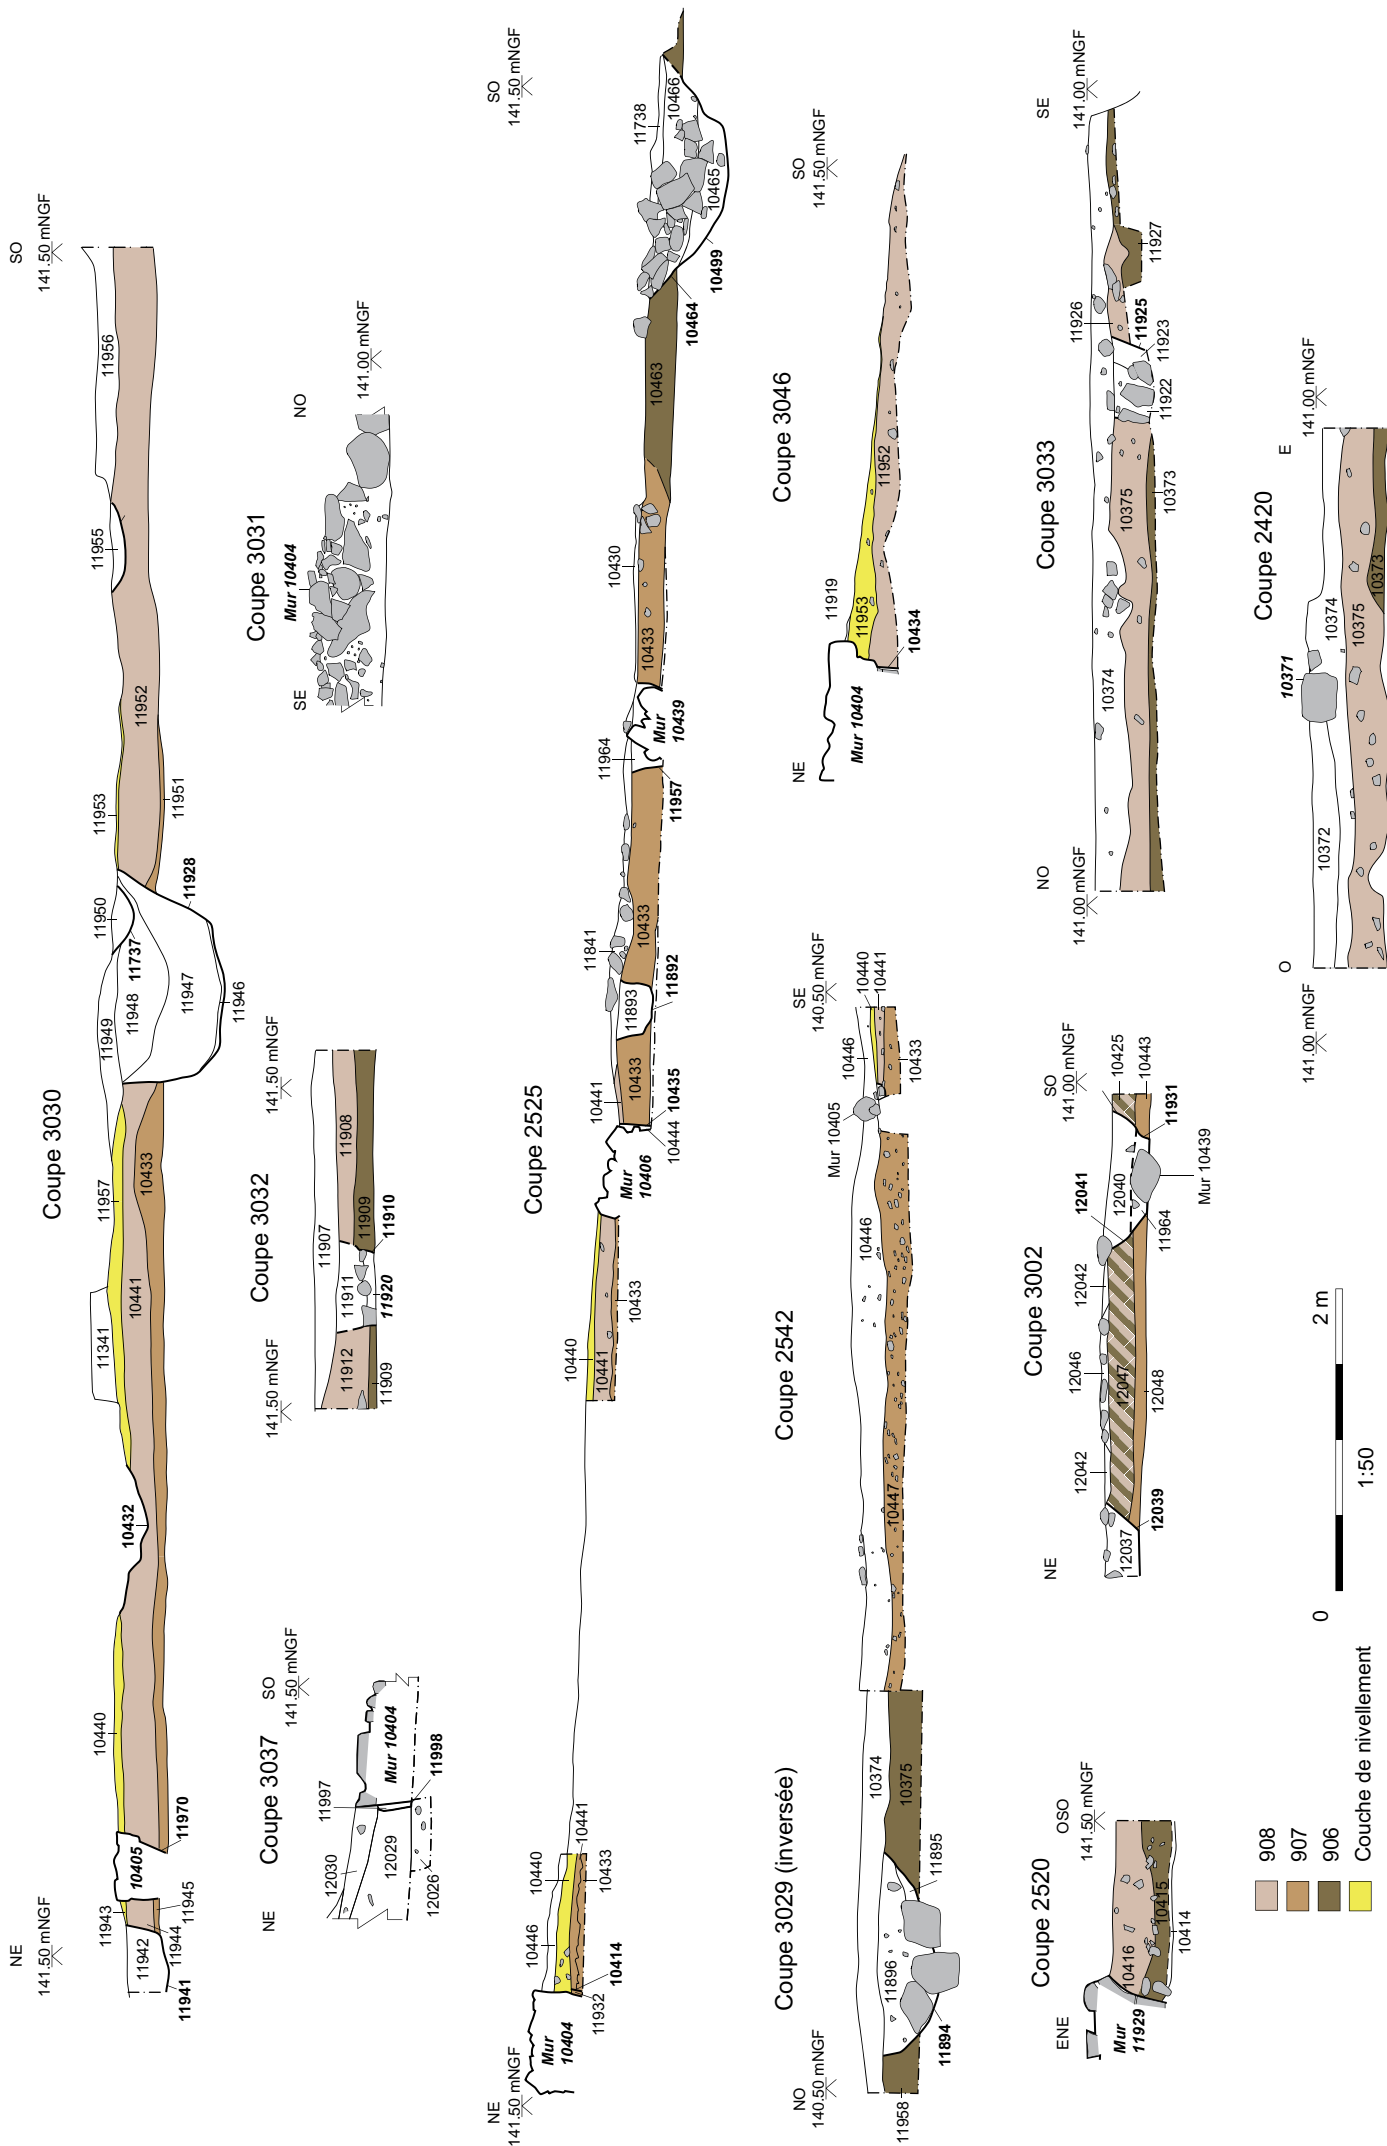 Coupe 3030
NE
141.50 mNGF
SO
141.50 mNGF
11941
11942
11943
11944
11945
10405
11970
10440
10432
11341
10441
11957
10433
11949
11948
11737
11950
11947
11946
11928
11953
11951
11952
11955
11956
Coupe 3037
NE
SO
141.50 mNGF
12030
11997
12029
12026
Mur 10404
11998
Coupe 3032
141.50 mNGF
141.50 mNGF
11907
11912
11909
11911
11920
11910
11908
11909
Coupe 3031
SE
NO
Mur 10404
141.00 mNGF
Coupe 2525
NE
141.50 mNGF
SO
141.50 mNGF
Mur
10404
11932
10414
10446
10440
10441
10433
10440
10441
10433
Mur
10406
10444
10435
10441
10433
11893
11892
11841
10433
11957
11964
Mur
10439
10433
10430
10463
10464
10499
10465
10466
11738
Coupe 3029 (inversée)
NO
140.50 mNGF
11958
11894
11896
11895
10374
10375
Coupe 2542
SE
140.50 mNGF
10447
10446
Mur 10405
10446
10440
10441
10433
Coupe 3046
NE
SO
141.50 mNGF
Mur 10404
11919
11953
10434
11952
Coupe 2520
ENE
OSO
141.50 mNGF
Mur
11929
10416
10415
10414
Coupe 3002
NE
SO
141.00 mNGF
12037
12039
12042
12046
12047
12048
12042
12041
12040
11964
Mur 10439
11931
10425
10443
Coupe 3033
NO
141.00 mNGF
SE
141.00 mNGF
10374
10375
10373
11922
11923
11925
11926
11927
Coupe 2420
O
141.00 mNGF
E
141.00 mNGF
10372
10371
10374
10375
10373
908
907
906
Couche de nivellement
0
2 m
1:50